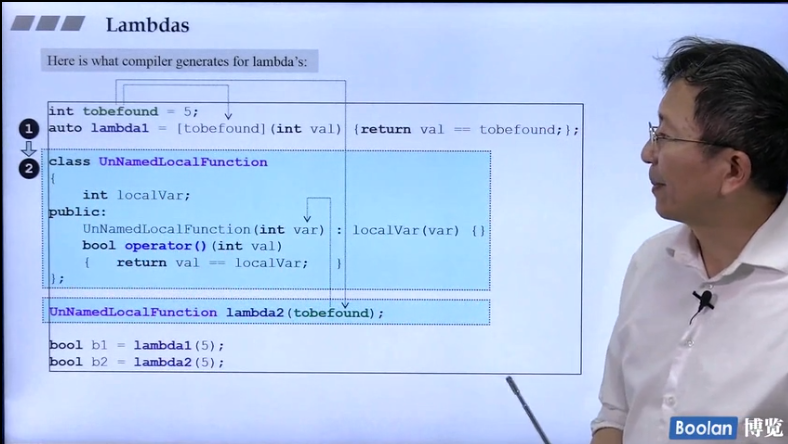 Lambdas
Here is what compiler generates for lambda's:
int tobefound = 5;
1 auto lambda1 = [tobefound](int val) {return val == tobefound;};
2 class UnNamedLocalFunction
{
int localVar;
public:
UnNamedLocalFunction(int var) : localVar(var) {}
bool operator()(int val)
{ return val == localVar; }
};
UnNamedLocalFunction lambda2(tobefound);
bool b1 = lambda1(5);
bool b2 = lambda2(5);
Boolan 博览